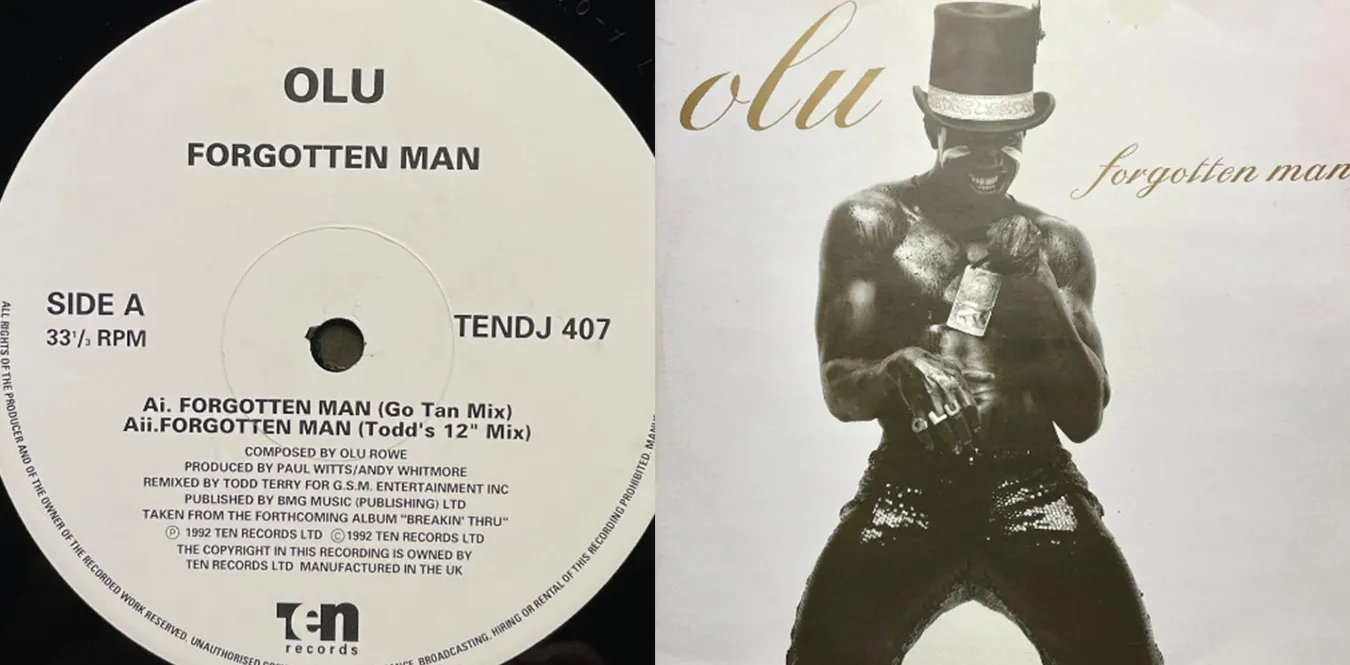 OLU
FORGOTTEN MAN
SIDE A
33¹/₃ RPM
TENDJ 407
Ai. FORGOTTEN MAN (Go Tan Mix)
Aii.FORGOTTEN MAN (Todd's 12" Mix)
COMPOSED BY OLU ROWE
PRODUCED BY PAUL WITTS/ANDY WHITMORE
REMIXED BY TODD TERRY FOR G.S.M. ENTERTAINMENT INC
PUBLISHED BY BMG MUSIC (PUBLISHING) LTD
TAKEN FROM THE FORTHCOMING ALBUM "BREAKIN' THRU"
Ⓟ 1992 TEN RECORDS LTD ©1992 TEN RECORDS LTD
THE COPYRIGHT IN THIS RECORDING IS OWNED BY
TEN RECORDS LTD MANUFACTURED IN THE UK
Ten
records
ALL RIGHTS OF THE PRODUCER AND OF THE OWNER OF THE RECORDED WORK RESERVED. UNAUTHORISED BROADCASTING, HIRING OR RENTAL OF THIS RECORDING PROHIBITED.
olu
forgotten man
OLU